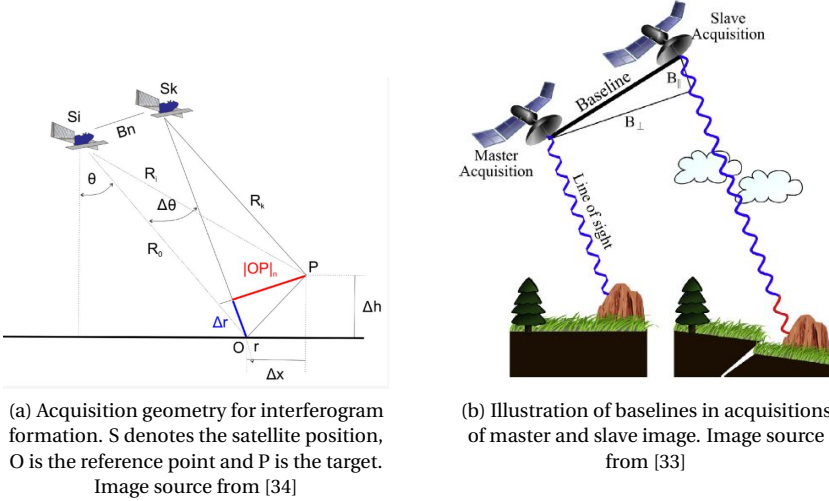 Sk
Si
Bn
θ
Ri
Δθ
Rk
R0
|OP|n
P
Δh
Δr
O
r
Δx
(a) Acquisition geometry for interferogram
formation. S denotes the satellite position,
O is the reference point and P is the target.
Image source from [34]
Slave
Acquisition
Baseline
B∥
B⊥
Master
Acquisition
Line of sight
(b) Illustration of baselines in acquisitions
of master and slave image. Image source
from [33]